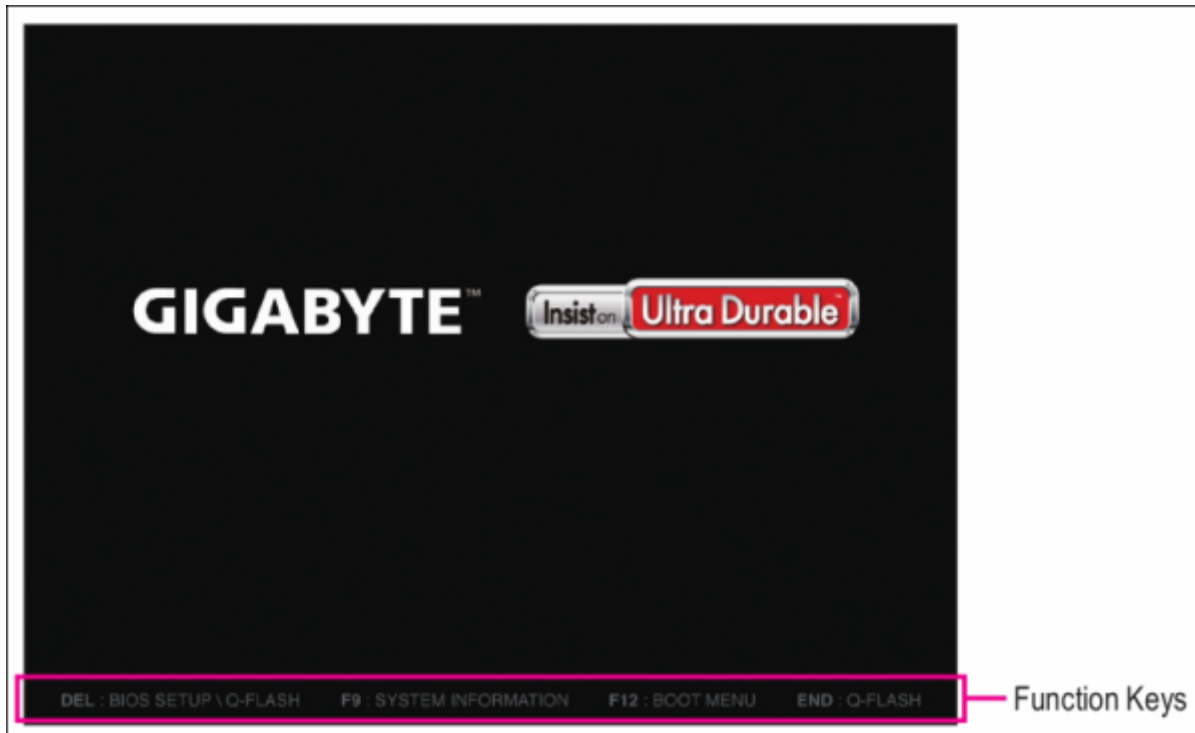 GIGABYTE™
Insist on Ultra Durable™
DEL : BIOS SETUP \ Q-FLASH F9 : SYSTEM INFORMATION F12 : BOOT MENU END : Q-FLASH
Function Keys